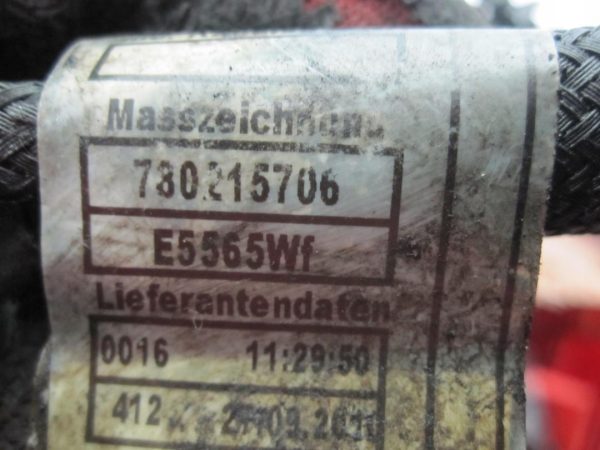 Masszeichnung
780215706
E5565Wf
Lieferantendaten
0016 11:29:50
412